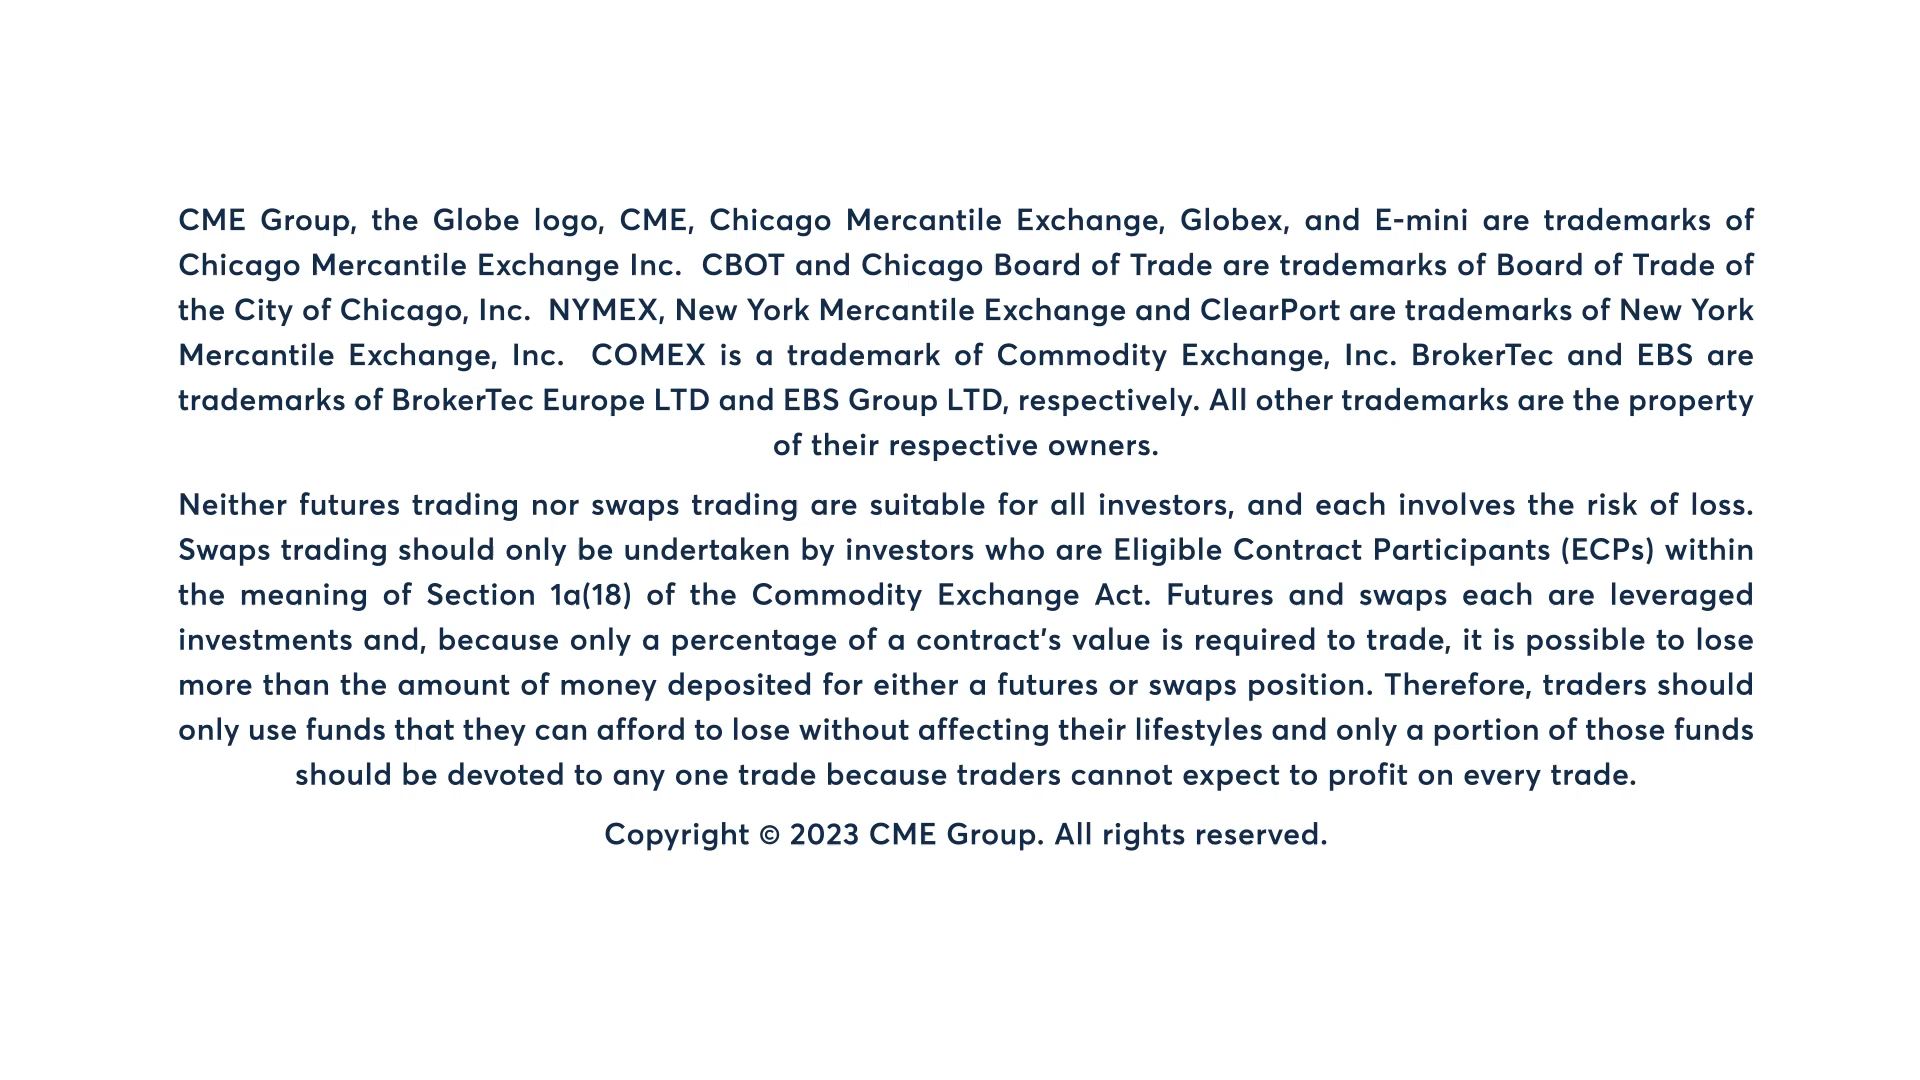 CME Group, the Globe logo, CME, Chicago Mercantile Exchange, Globex, and E-mini are trademarks of
Chicago Mercantile Exchange Inc.  CBOT and Chicago Board of Trade are trademarks of Board of Trade of
the City of Chicago, Inc.  NYMEX, New York Mercantile Exchange and ClearPort are trademarks of New York
Mercantile Exchange, Inc.  COMEX is a trademark of Commodity Exchange, Inc. BrokerTec and EBS are
trademarks of BrokerTec Europe LTD and EBS Group LTD, respectively. All other trademarks are the property
of their respective owners.
Neither futures trading nor swaps trading are suitable for all investors, and each involves the risk of loss.
Swaps trading should only be undertaken by investors who are Eligible Contract Participants (ECPs) within
the meaning of Section 1a(18) of the Commodity Exchange Act. Futures and swaps each are leveraged
investments and, because only a percentage of a contract's value is required to trade, it is possible to lose
more than the amount of money deposited for either a futures or swaps position. Therefore, traders should
only use funds that they can afford to lose without affecting their lifestyles and only a portion of those funds
should be devoted to any one trade because traders cannot expect to profit on every trade.
Copyright © 2023 CME Group. All rights reserved.